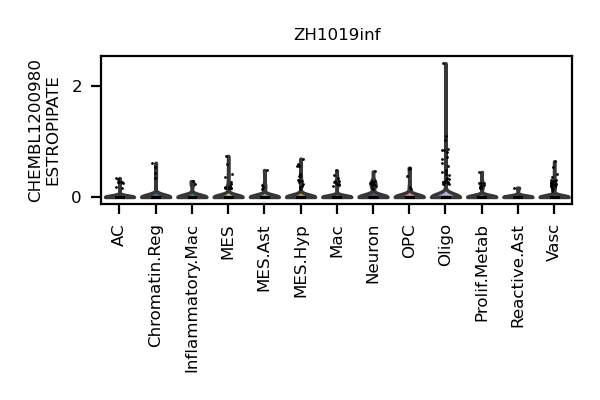 ZH1019inf
CHEMBL1200980
ESTROPIPATE
2
0
AC
Chromatin.Reg
Inflammatory.Mac
MES
MES.Ast
MES.Hyp
Mac
Neuron
OPC
Oligo
Prolif.Metab
Reactive.Ast
Vasc